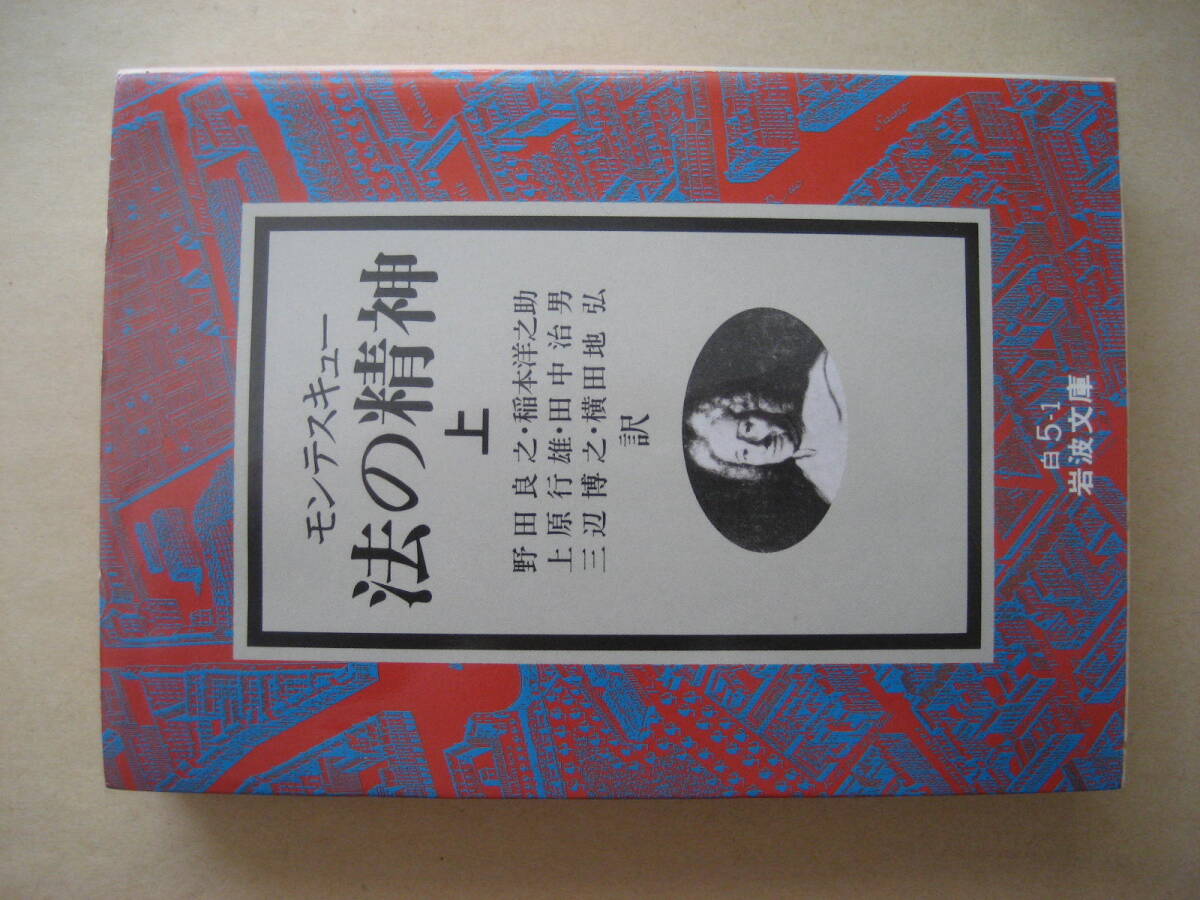 モンテスキュー
法の精神
上
野田良之・稲本洋之助
上原行雄・田中治男
三辺博之・横田地弘
訳
白5-1
岩波文庫